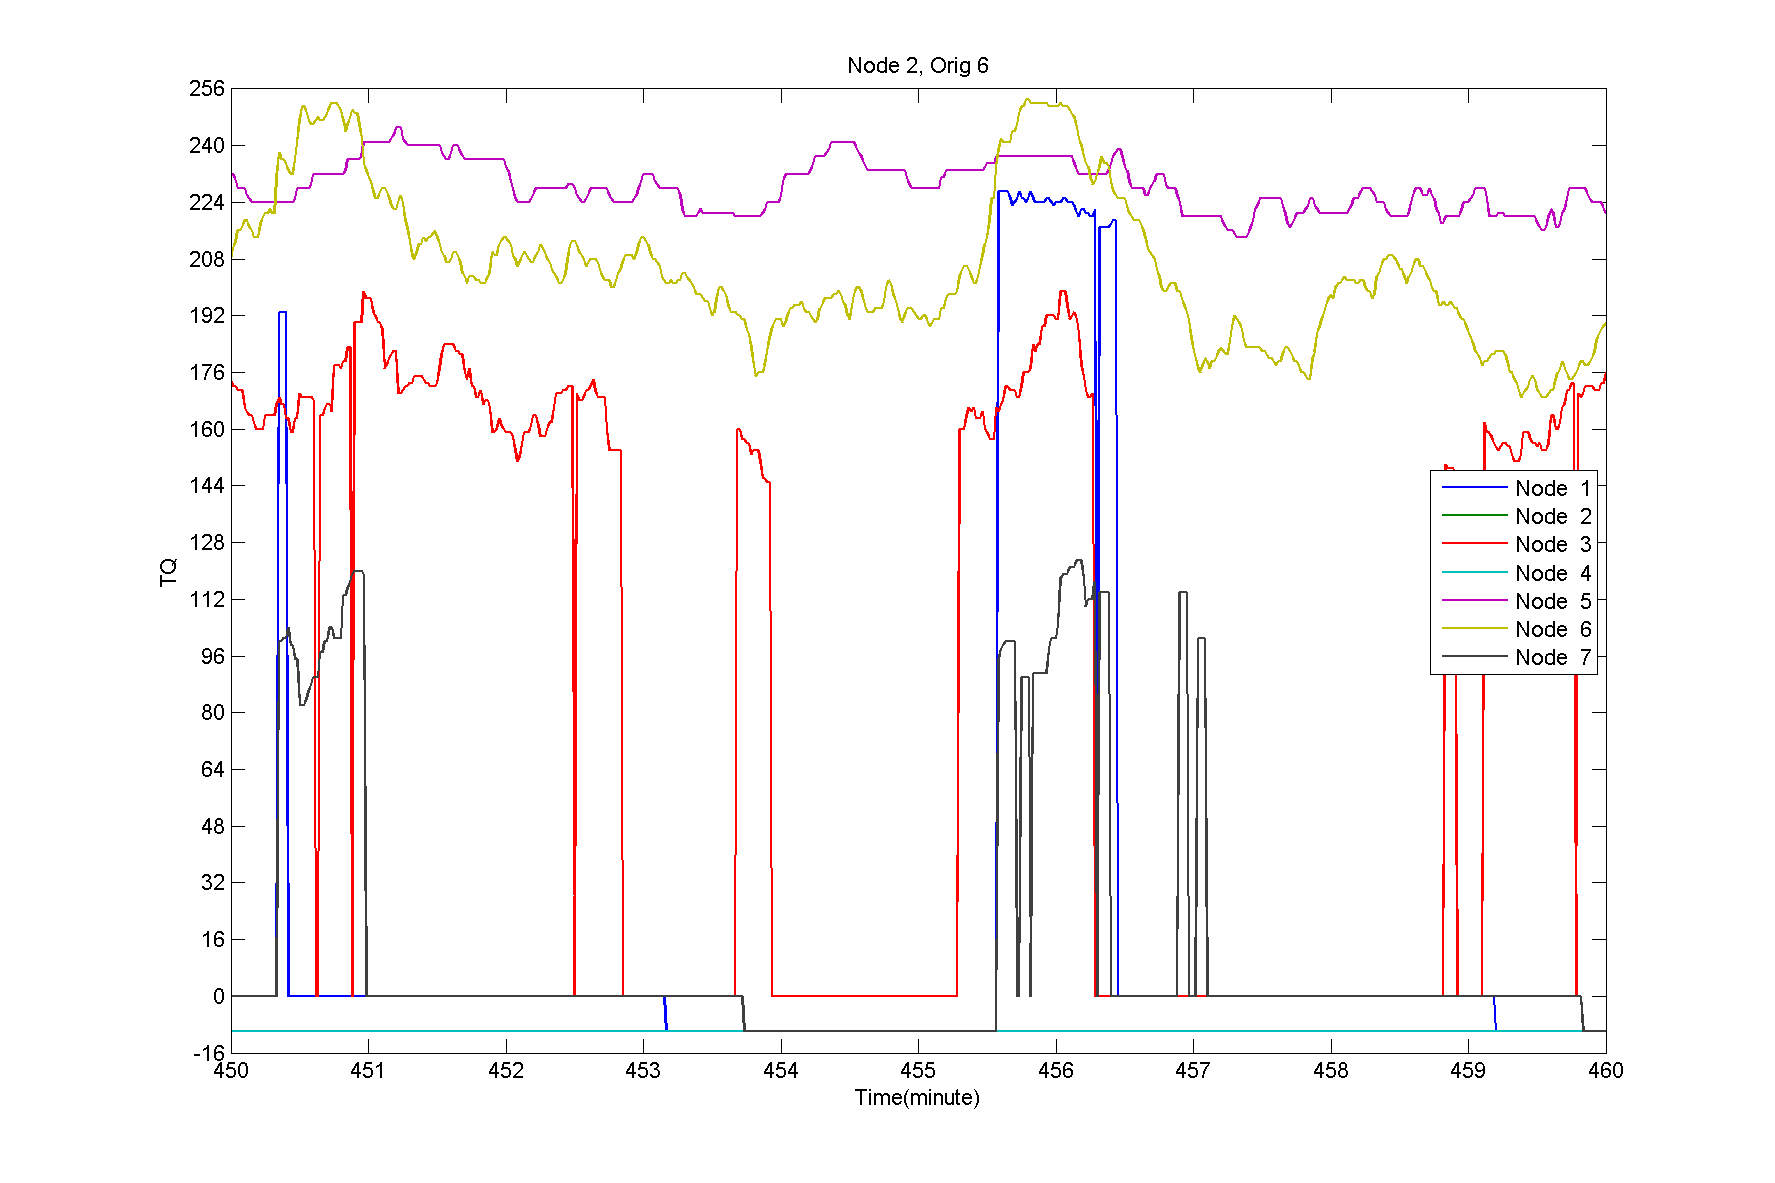 Node 2, Orig 6
256
240
224
208
192
176
160
144
128
112
96
80
64
48
32
16
0
-16
TQ
Node 1
Node 2
Node 3
Node 4
Node 5
Node 6
Node 7
450 451 452 453 454 455 456 457 458 459 460
Time(minute)